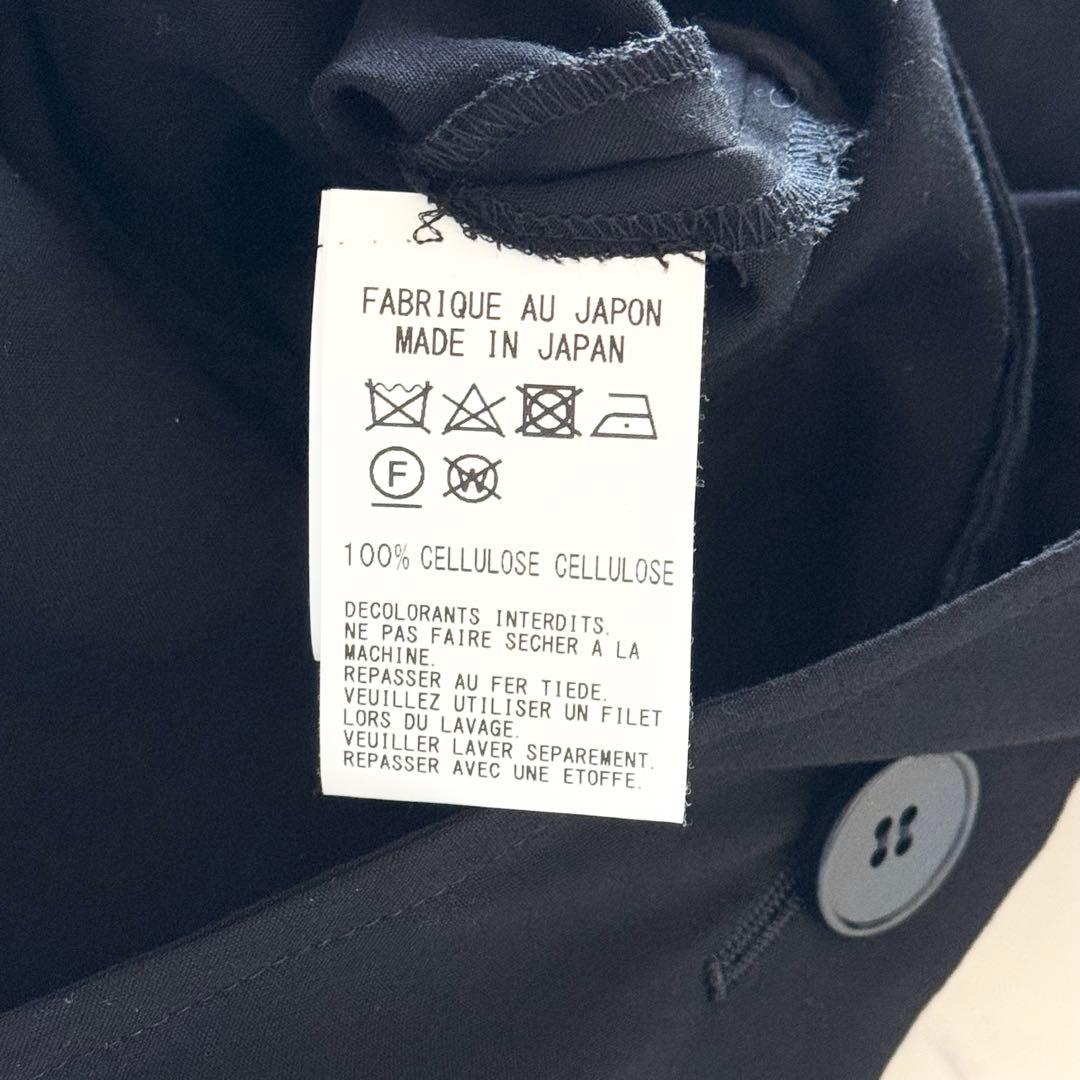 FABRIQUE AU JAPON
MADE IN JAPAN
F W
100% CELLULOSE CELLULOSE
DECOLORANTS INTERDITS.
NE PAS FAIRE SECHER A LA
MACHINE.
REPASSER AU FER TIEDE.
VEUILLEZ UTILISER UN FILET
LORS DU LAVAGE.
VEUILLER LAVER SEPAREMENT.
REPASSER AVEC UNE ETOFFE.